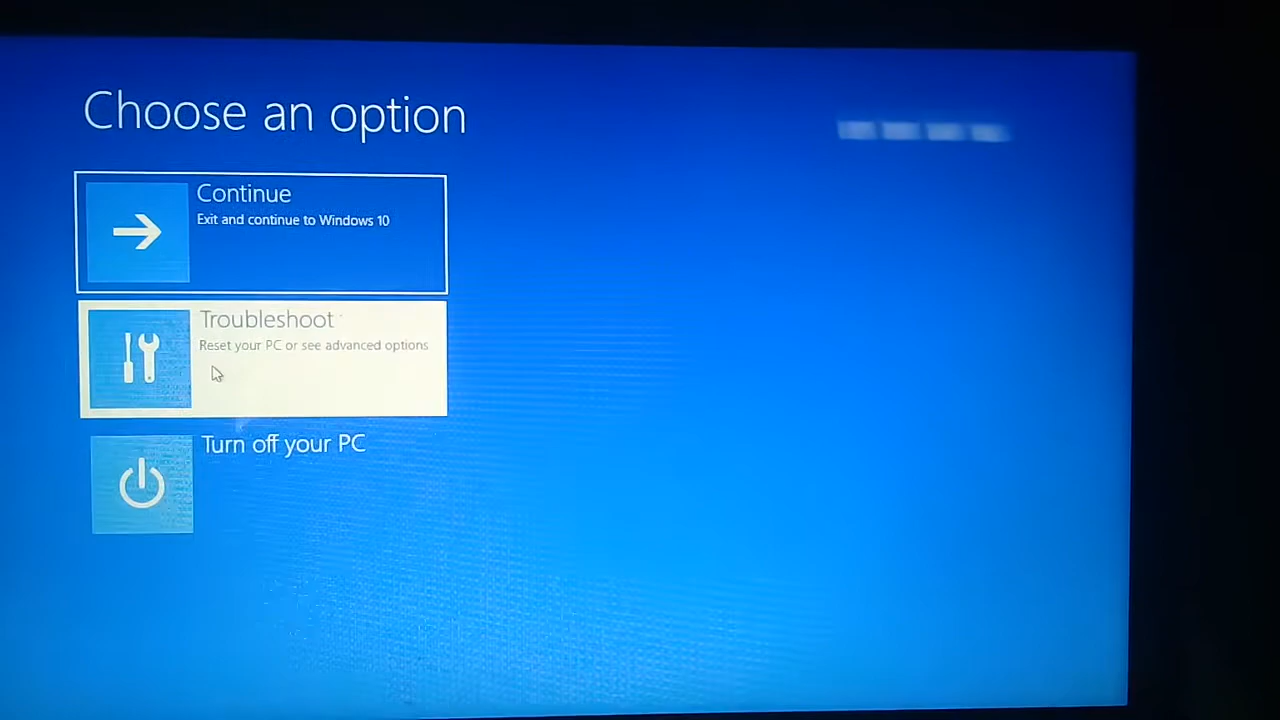 Choose an option
Continue
Exit and continue to Windows 10
Troubleshoot
Reset your PC or see advanced options
Turn off your PC